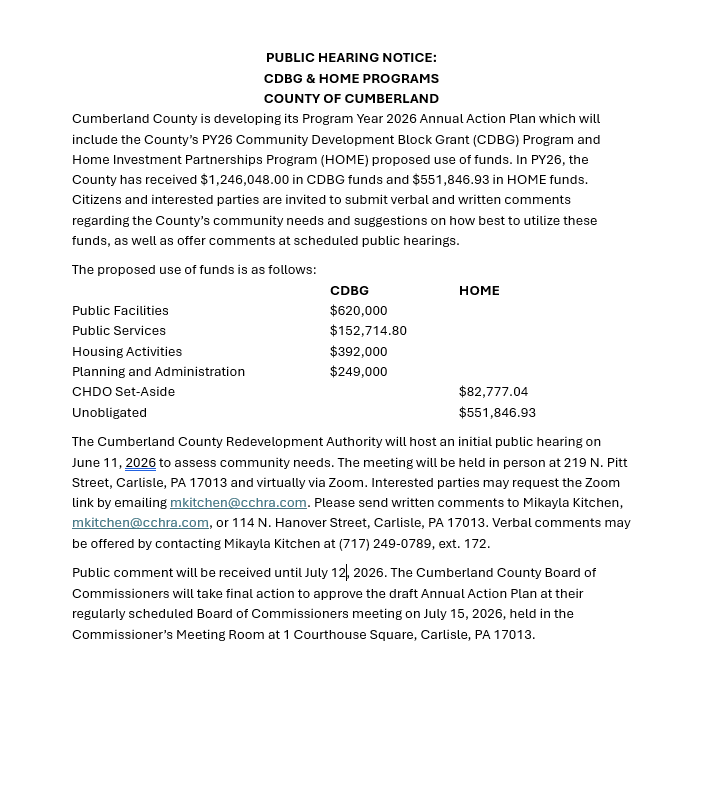 PUBLIC HEARING NOTICE:
CDBG & HOME PROGRAMS
COUNTY OF CUMBERLAND
Cumberland County is developing its Program Year 2026 Annual Action Plan which will
include the County's PY26 Community Development Block Grant (CDBG) Program and
Home Investment Partnerships Program (HOME) proposed use of funds. In PY26, the
County has received $1,246,048.00 in CDBG funds and $551,846.93 in HOME funds.
Citizens and interested parties are invited to submit verbal and written comments
regarding the County's community needs and suggestions on how best to utilize these
funds, as well as offer comments at scheduled public hearings.
The proposed use of funds is as follows:
CDBG HOME
Public Facilities $620,000
Public Services $152,714.80
Housing Activities $392,000
Planning and Administration $249,000
CHDO Set-Aside $82,777.04
Unobligated $551,846.93
The Cumberland County Redevelopment Authority will host an initial public hearing on
June 11, 2026 to assess community needs. The meeting will be held in person at 219 N. Pitt
Street, Carlisle, PA 17013 and virtually via Zoom. Interested parties may request the Zoom
link by emailing mkitchen@cchra.com. Please send written comments to Mikayla Kitchen,
mkitchen@cchra.com, or 114 N. Hanover Street, Carlisle, PA 17013. Verbal comments may
be offered by contacting Mikayla Kitchen at (717) 249-0789, ext. 172.
Public comment will be received until July 12, 2026. The Cumberland County Board of
Commissioners will take final action to approve the draft Annual Action Plan at their
regularly scheduled Board of Commissioners meeting on July 15, 2026, held in the
Commissioner's Meeting Room at 1 Courthouse Square, Carlisle, PA 17013.